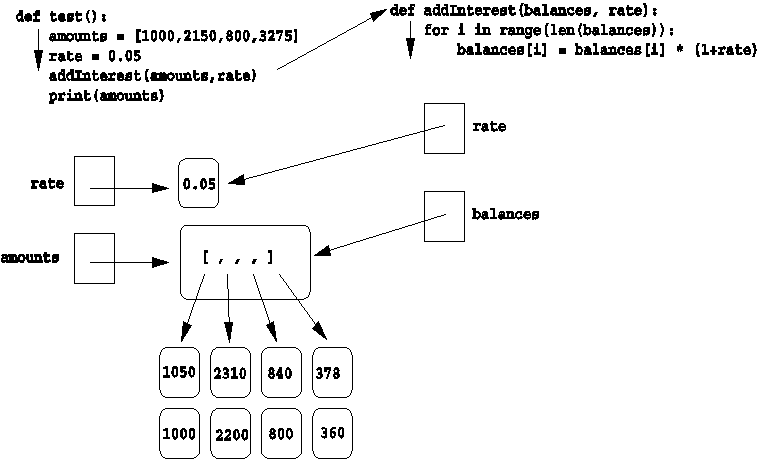 def test():
amounts = [1000,2150,800,3275]
rate = 0.05
addInterest(amounts,rate)
print(amounts)
def addInterest(balances, rate):
for i in range(len(balances)):
balances[i] = balances[i] * (1+rate)
rate
rate
0.05
balances
amounts
[ , , , ]
1050 2310 840 378
1000 2200 800 360